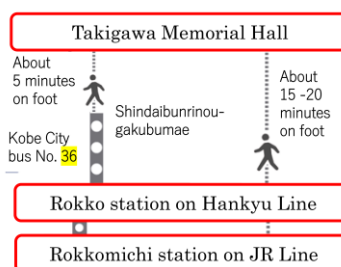 Takigawa Memorial Hall
About
5 minutes
on foot
About
15 -20
minutes
on foot
Shindaibunrinou-
gakubumae
Kobe City
bus No. 36
Rokko station on Hankyu Line
Rokkomichi station on JR Line